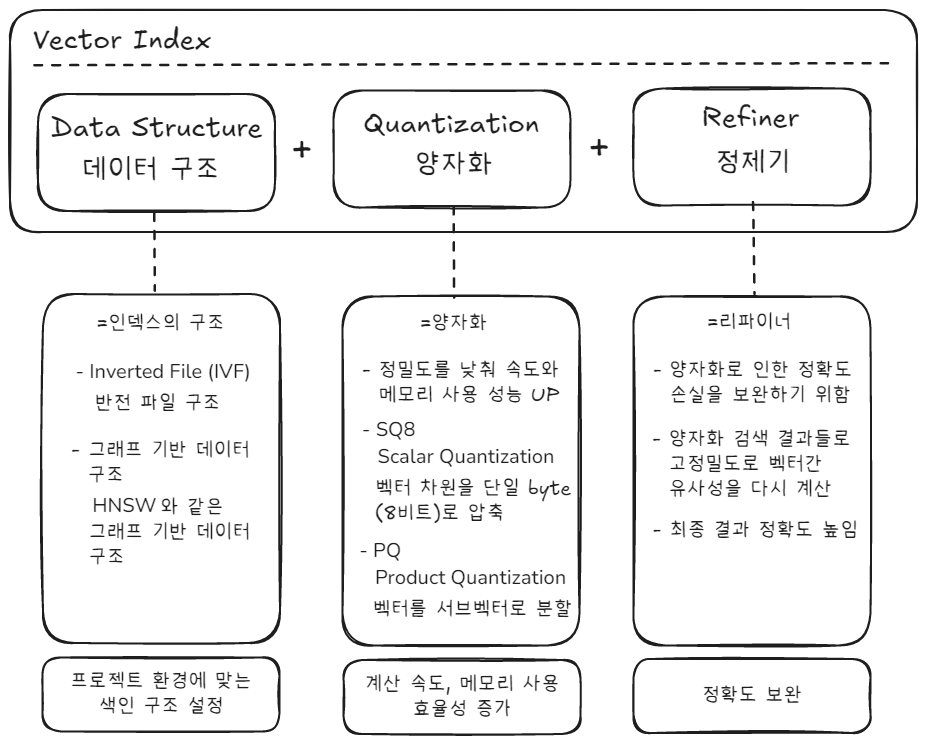 Vector Index
Data Structure
데이터 구조
+
Quantization
양자화
+
Refiner
정제기
=인덱스의 구조
- Inverted File (IVF)
반전 파일 구조
- 그래프 기반 데이터
구조
HNSW 와 같은
그래프 기반 데이터
구조
프로젝트 환경에 맞는
색인 구조 설정
=양자화
- 정밀도를 낮춰 속도와
메모리 사용 성능 UP
- SQ8
Scalar Quantization
벡터 차원을 단일 byte
(8비트)로 압축
- PQ
Product Quantization
벡터를 서브벡터로 분할
계산 속도, 메모리 사용
효율성 증가
=리파이너
- 양자화로 인한 정확도
손실을 보완하기 위함
- 양자화 검색 결과들로
고정밀도로 벡터간
유사성을 다시 계산
- 최종 결과 정확도 높임
정확도 보완